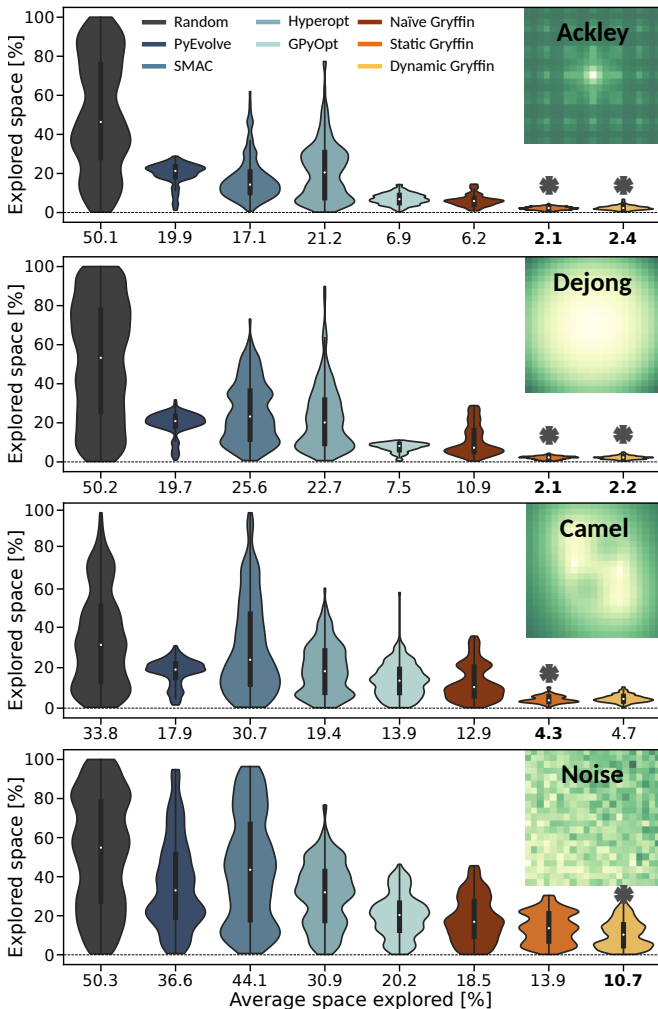 Explored space [%]
100
80
60
40
20
0
Random
PyEvolve
SMAC
Hyperopt
GPyOpt
Naïve Gryffin
Static Gryffin
Dynamic Gryffin
Ackley
50.1 19.9 17.1 21.2 6.9 6.2 2.1 2.4
Explored space [%]
100
80
60
40
20
0
Dejong
50.2 19.7 25.6 22.7 7.5 10.9 2.1 2.2
Explored space [%]
100
80
60
40
20
0
Camel
33.8 17.9 30.7 19.4 13.9 12.9 4.3 4.7
Explored space [%]
100
80
60
40
20
0
Noise
50.3 36.6 44.1 30.9 20.2 18.5 13.9 10.7
Average space explored [%]